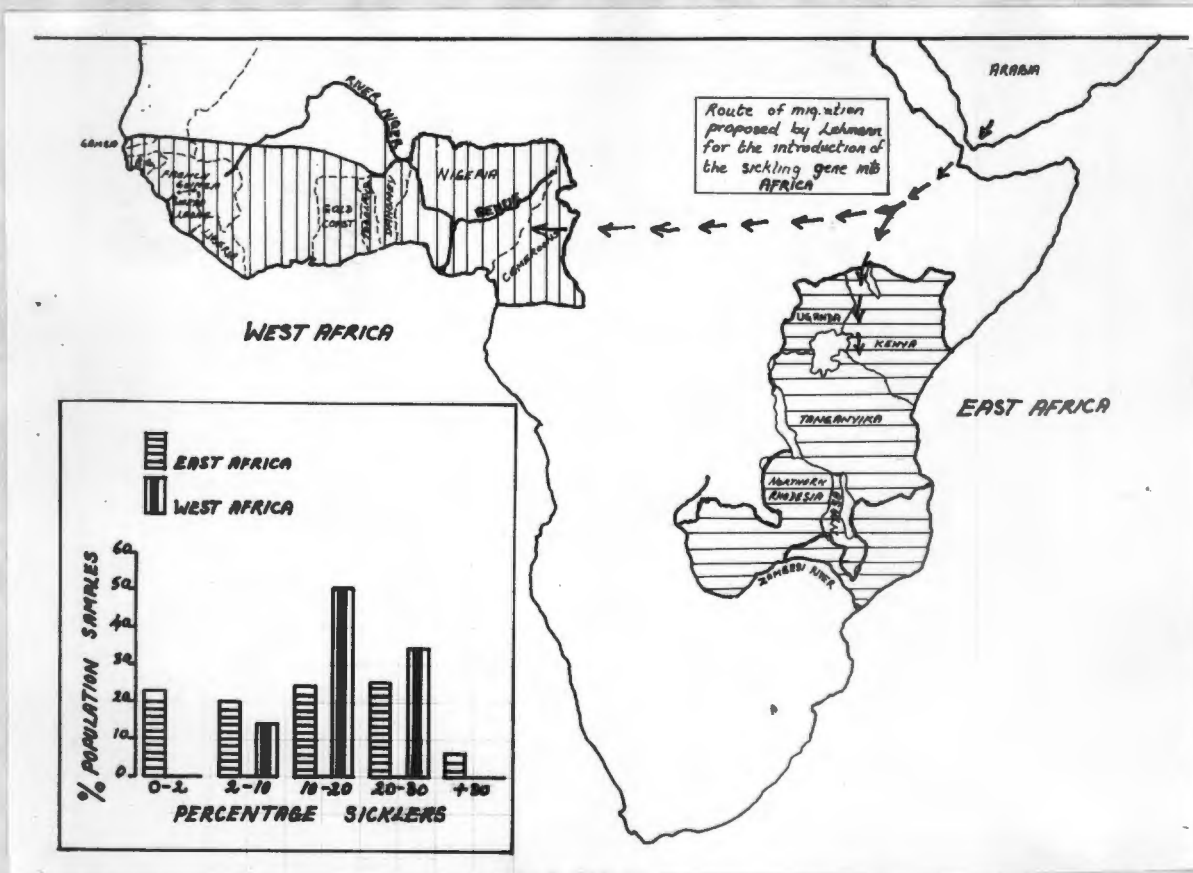 ARABIA
Route of migration
proposed by Lehmann
for the introduction of
the sickling gene into
AFRICA
RIVER NIGER
GAMBIA
FRENCH GUINEA
SIERRA
LEONE
LIBERIA
GOLD
COAST
DAHOMEY
NIGERIA
BENUE
CAMEROONS
WEST AFRICA
UGANDA
KENYA
TANGANYIKA
EAST AFRICA
NORTHERN
RHODESIA
ZAMBESI RIVER
EAST AFRICA
WEST AFRICA
% POPULATION SAMPLES
60
50
40
30
20
10
0
0-2
2-10
10-20
20-30
+30
PERCENTAGE SICKLERS